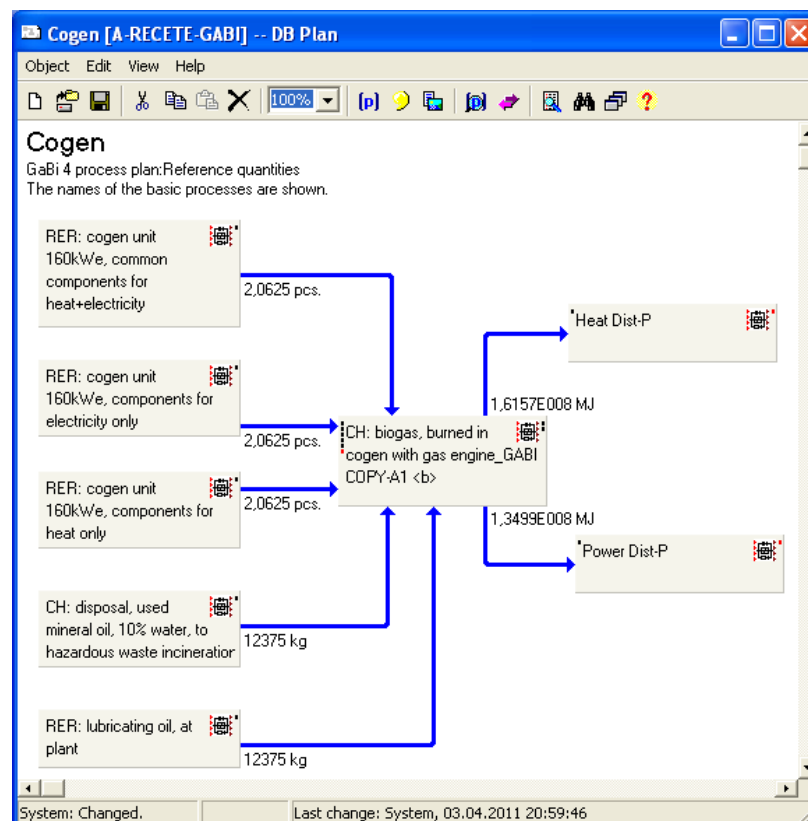 Cogen [A-RECETE-GABI] -- DB Plan
Object Edit View Help
100%
Cogen
GaBi 4 process plan:Reference quantities
The names of the basic processes are shown.
RER: cogen unit
160kWe, common
components for
heat+electricity
2,0625 pcs.
RER: cogen unit
160kWe, components for
electricity only
2,0625 pcs.
RER: cogen unit
160kWe, components for
heat only
2,0625 pcs.
CH: disposal, used
mineral oil, 10% water, to
hazardous waste incineration
12375 kg
RER: lubricating oil, at
plant
12375 kg
CH: biogas, burned in
cogen with gas engine_GABI
COPY-A1 <b>
Heat Dist-P
1,6157E008 MJ
1,3499E008 MJ
Power Dist-P
System: Changed.
Last change: System, 03.04.2011 20:59:46